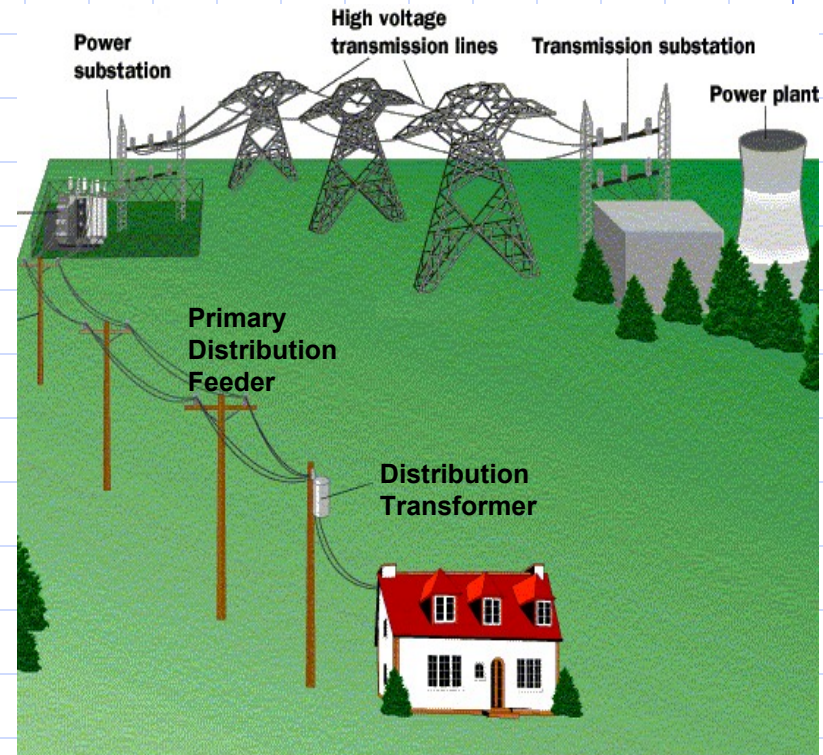 High voltage
transmission lines
Power
substation
Transmission substation
Power plant
Primary
Distribution
Feeder
Distribution
Transformer